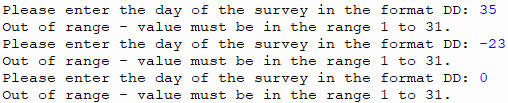 Please enter the day of the survey in the format DD: 35
Out of range - value must be in the range 1 to 31.
Please enter the day of the survey in the format DD: -23
Out of range - value must be in the range 1 to 31.
Please enter the day of the survey in the format DD: 0
Out of range - value must be in the range 1 to 31.